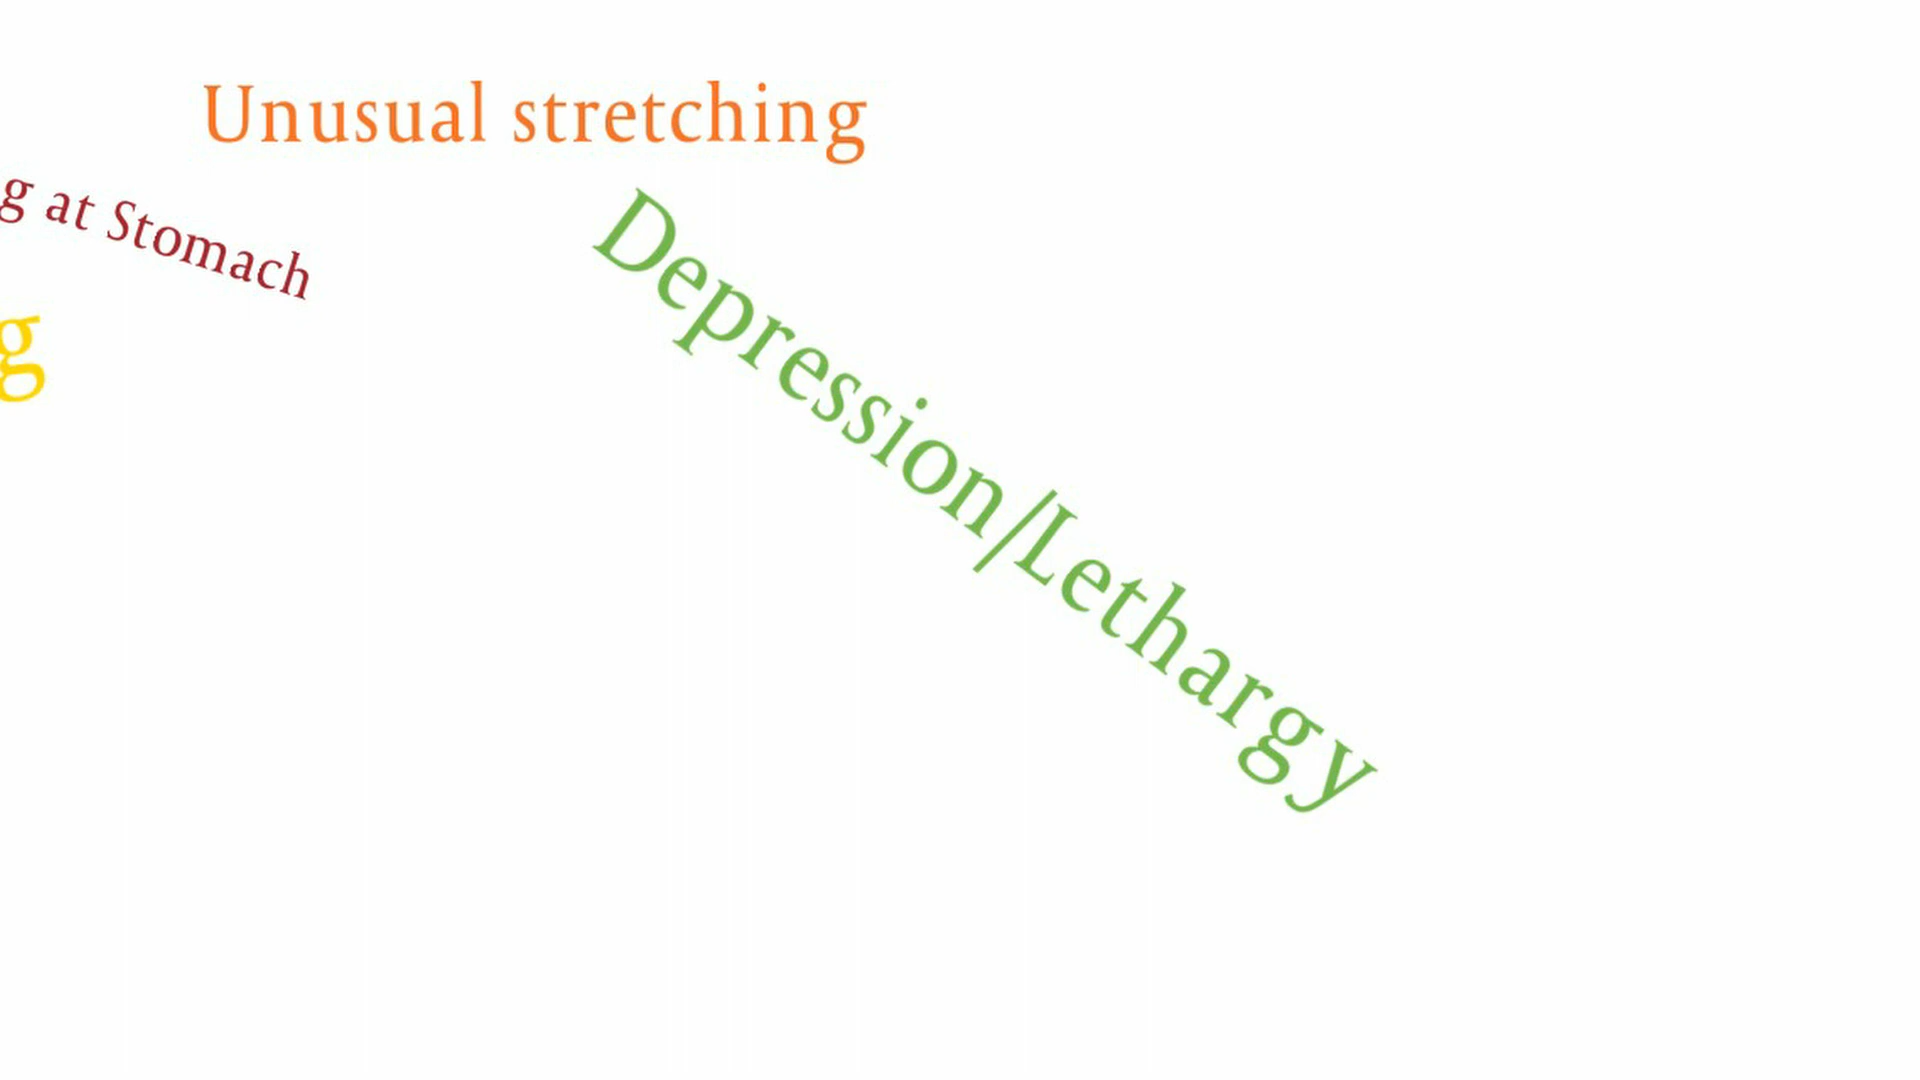 Unusual stretching
g at Stomach
g
Depression/Lethargy